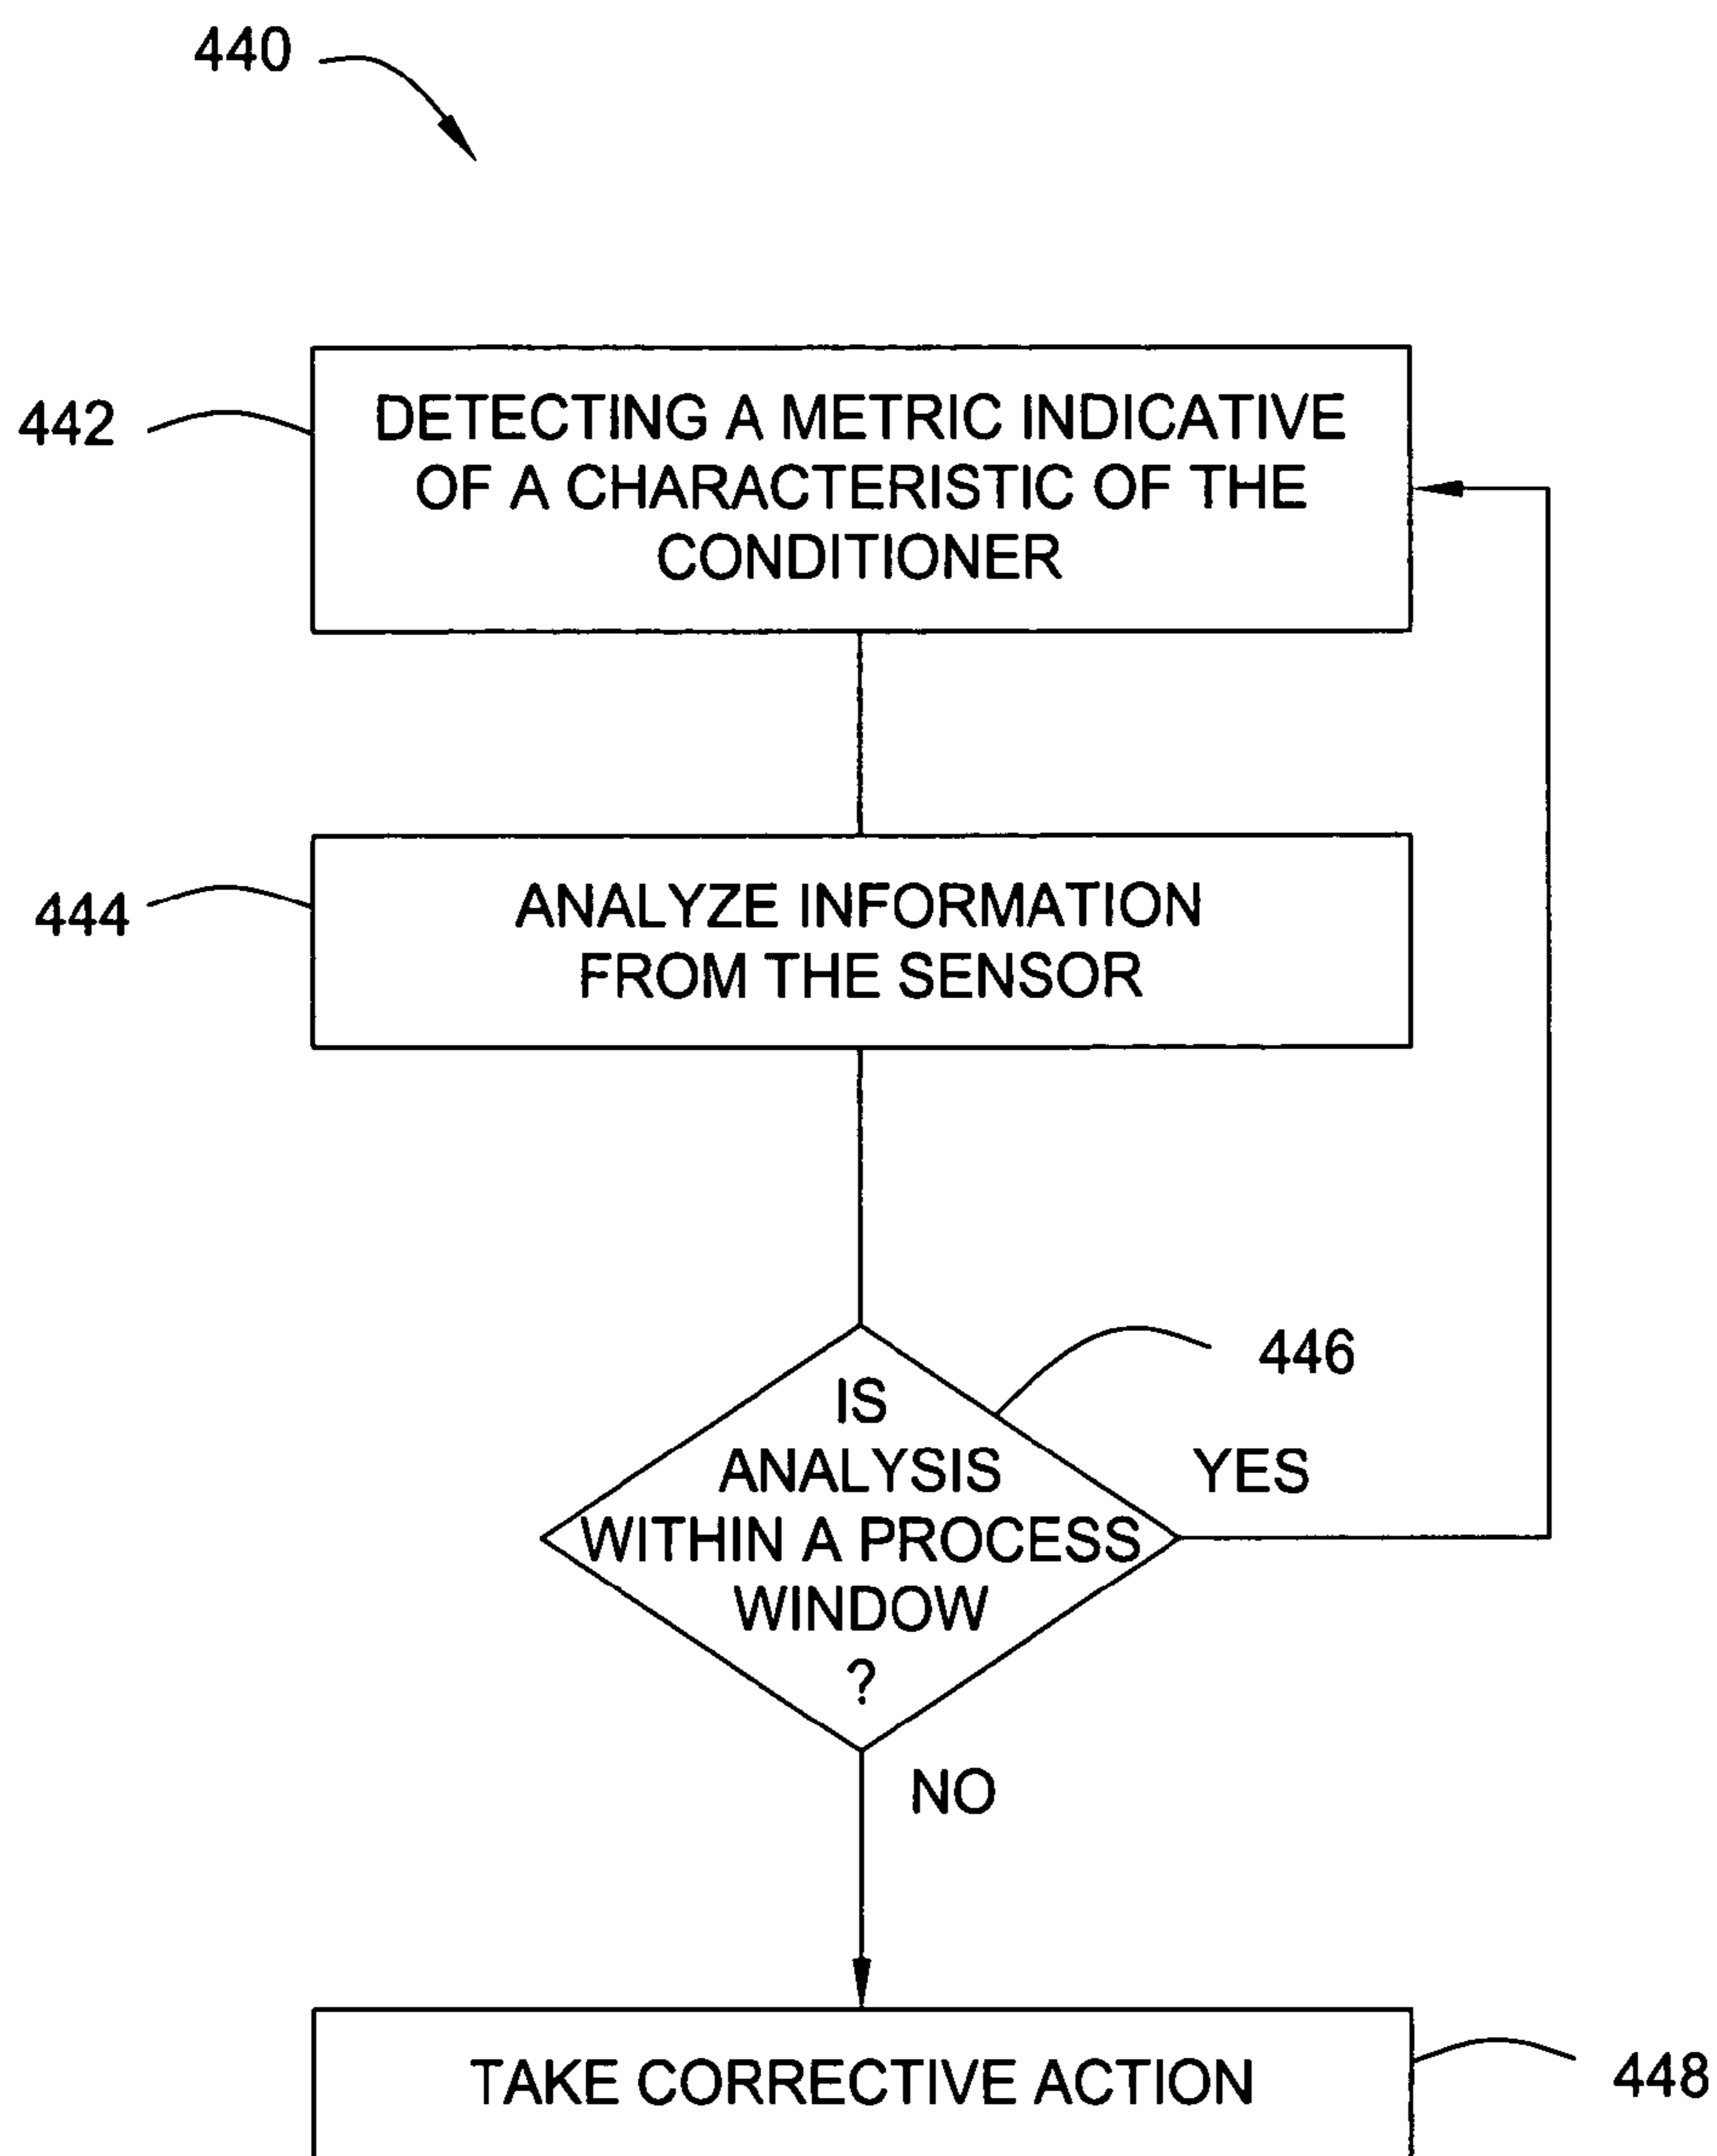 440
442
DETECTING A METRIC INDICATIVE
OF A CHARACTERISTIC OF THE
CONDITIONER
444
ANALYZE INFORMATION
FROM THE SENSOR
446
IS
ANALYSIS
WITHIN A PROCESS
WINDOW
?
YES
NO
TAKE CORRECTIVE ACTION
448